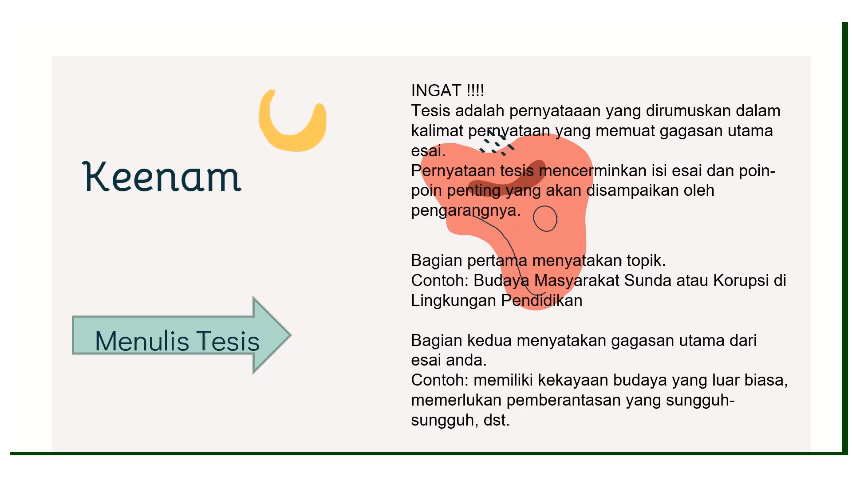 Keenam
Menulis Tesis
INGAT !!!!
Tesis adalah pernyataaan yang dirumuskan dalam
kalimat pernyataan yang memuat gagasan utama
esai.
Pernyataan tesis mencerminkan isi esai dan poin-
poin penting yang akan disampaikan oleh
pengarangnya.
Bagian pertama menyatakan topik.
Contoh: Budaya Masyarakat Sunda atau Korupsi di
Lingkungan Pendidikan
Bagian kedua menyatakan gagasan utama dari
esai anda.
Contoh: memiliki kekayaan budaya yang luar biasa,
memerlukan pemberantasan yang sungguh-
sungguh, dst.